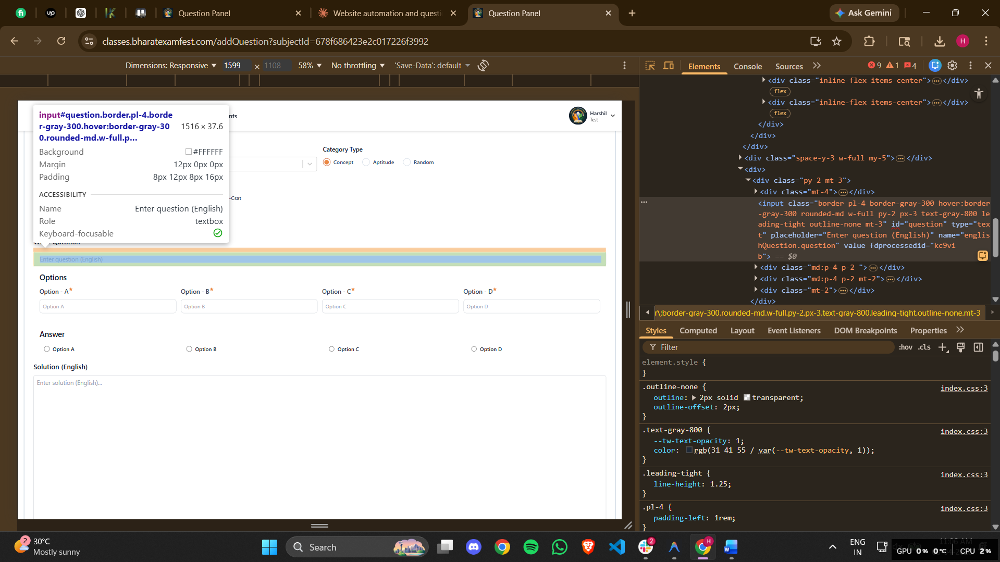 Question Panel
Website automation and questi
Question Panel
Ask Gemini
classes.bharatexamfest.com/addQuestion?subjectId=678f686423e2c017226f3992
H
Dimensions: Responsive
1599 × 1108
58%
No throttling
'Save-Data': default
Elements
Console
Sources
9
1
4
input#question.border.pl-4.borde
r-gray-300.hover:border-gray-30
0.rounded-md.w-full.p...
1516 × 37.6
Background
#FFFFFF
Margin
12px 0px 0px
Padding
8px 12px 8px 16px
ACCESSIBILITY
Name
Enter question (English)
Role
textbox
Keyboard-focusable
nts
Harshil
Test
Category Type
Concept
Aptitude
Random
-Csat
Enter question (English)
Options
Option - A*
Option - B*
Option - C*
Option - D*
Option A
Option B
Option C
Option D
Answer
Option A
Option B
Option C
Option D
Solution (English)
Enter solution (English)...
<div class="inline-flex items-center">…</div>
flex
<div class="inline-flex items-center">…</div>
flex
</div>
</div>
</div>
<div class="space-y-3 w-full my-5">…</div>
<div>
<div class="py-2 mt-3">
<div class="mt-4">…</div>
<input class="border pl-4 border-gray-300 hover:border
-gray-300 rounded-md w-full py-2 px-3 text-gray-800 le
ading-tight outline-none mt-3" id="question" type="tex
t" placeholder="Enter question (English)" name="englis
hQuestion.question" value fdprocessedid="kc9vi
b"> == $0
<div class="md:p-4 p-2 ">…</div>
<div class="md:p-4 p-2 mt-2">…</div>
<div class="mt-2">…</div>
</div>
r\:border-gray-300.rounded-md.w-full.py-2.px-3.text-gray-800.leading-tight.outline-none.mt-3
Styles
Computed
Layout
Event Listeners
DOM Breakpoints
Properties
Filter
:hov
.cls
element.style {
}
.outline-none {
index.css:3
outline: 2px solid transparent;
outline-offset: 2px;
}
.text-gray-800 {
index.css:3
--tw-text-opacity: 1;
color: rgb(31 41 55 / var(--tw-text-opacity, 1));
}
.leading-tight {
index.css:3
line-height: 1.25;
}
.pl-4 {
index.css:3
padding-left: 1rem;
}
2
30°C
Mostly sunny
Search
2
H
ENG
IN
GPU 0% 0°C
CPU 2%